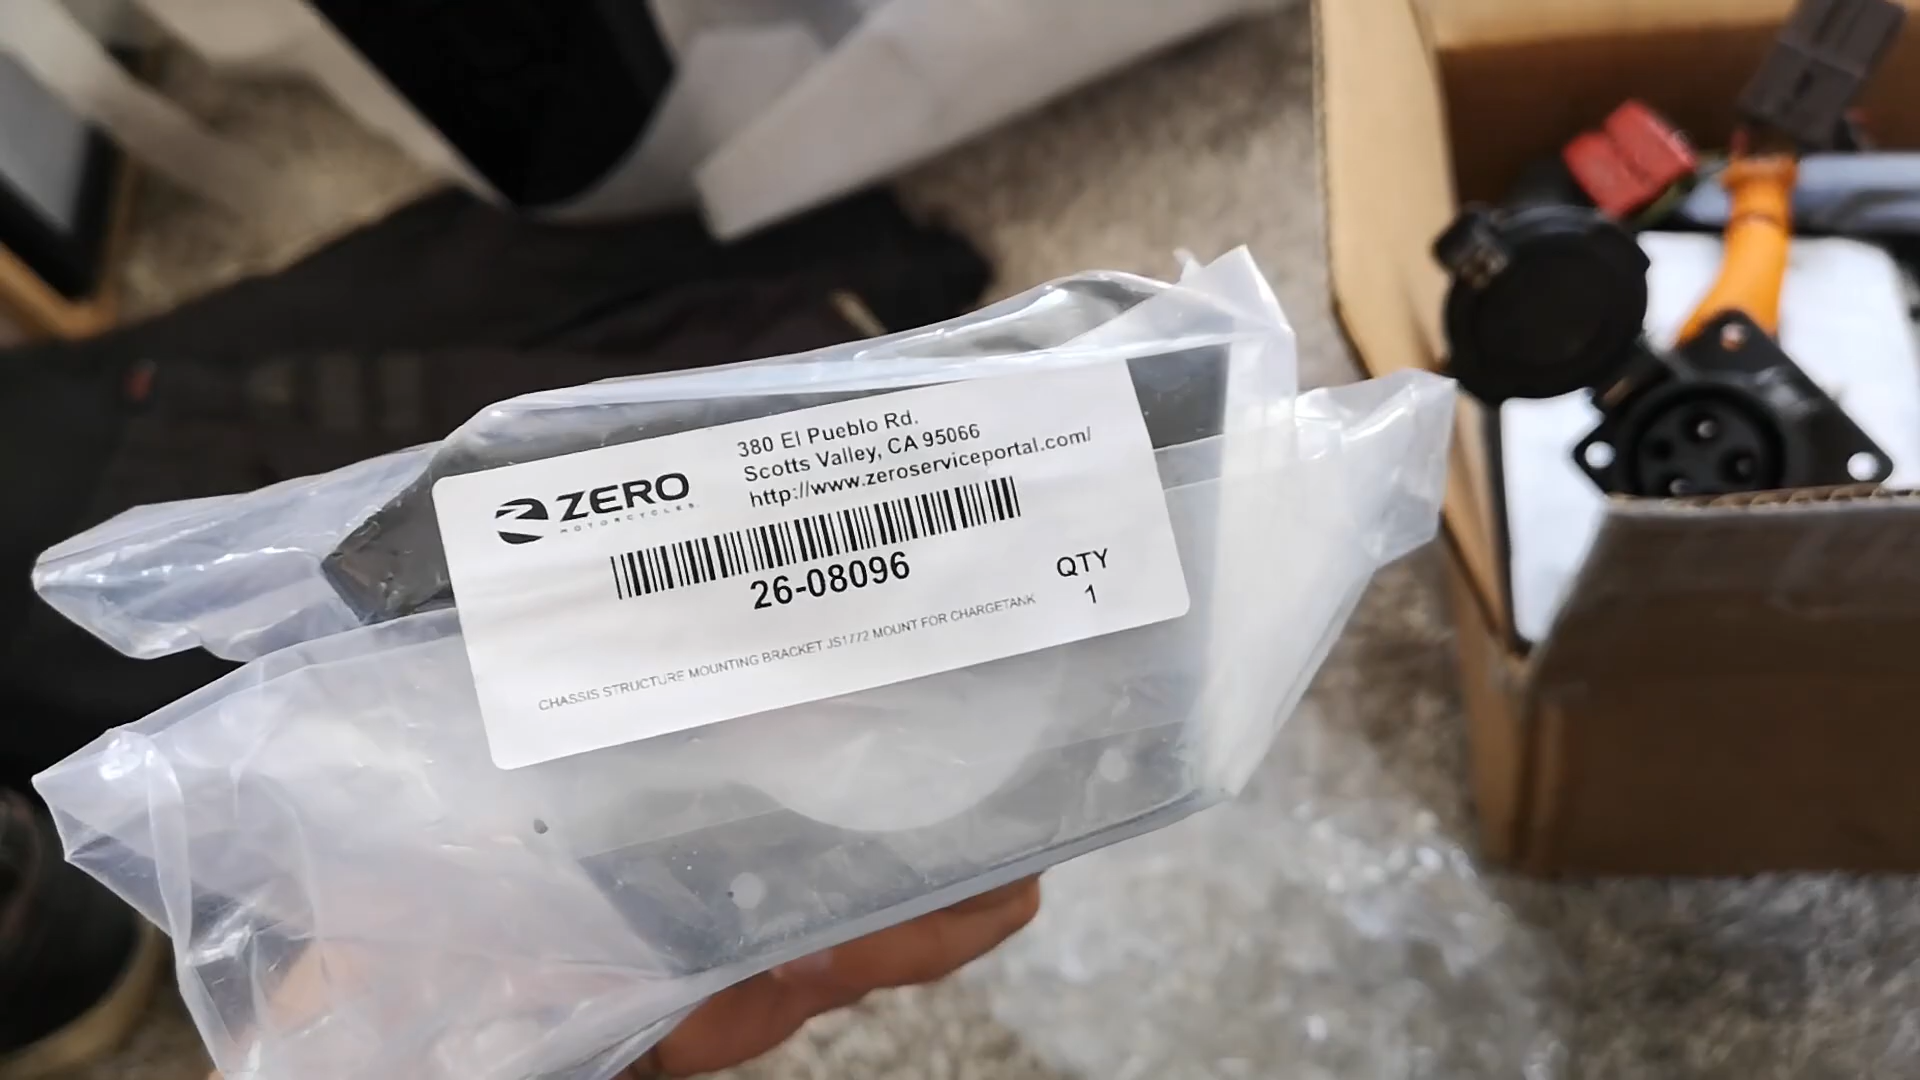 380 El Pueblo Rd.
Scotts Valley, CA 95066
http://www.zeroserviceportal.com/
ZERO
MOTORCYCLES
26-08096
QTY
1
CHASSIS STRUCTURE MOUNTING BRACKET JS1772 MOUNT FOR CHARGETANK